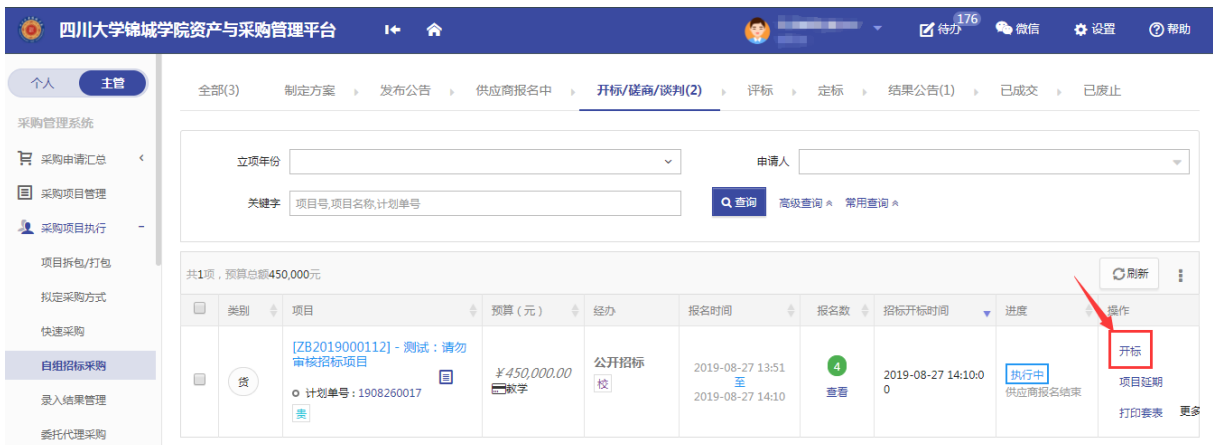 四川大学锦城学院资产与采购管理平台
待办 176
微信
设置
帮助
个人
主管
采购管理系统
采购申请汇总
采购项目管理
采购项目执行
项目拆包/打包
拟定采购方式
快速采购
自组招标采购
录入结果管理
委托代理采购
全部(3)
制定方案
发布公告
供应商报名中
开标/磋商/谈判(2)
评标
定标
结果公告(1)
已成交
已废止
立项年份
申请人
关键字
项目号,项目名称,计划单号
查询
高级查询
常用查询
共1项，预算总额450,000元
刷新
类别
项目
预算（元）
经办
报名时间
报名数
招标开标时间
进度
操作
货
[ZB2019000112] - 测试：请勿
审核招标项目
计划单号：1908260017
贵
¥450,000.00
教学
公开招标
校
2019-08-27 13:51
至
2019-08-27 14:10
4
查看
2019-08-27 14:10:0
0
执行中
供应商报名结束
开标
项目延期
打印套表
更多